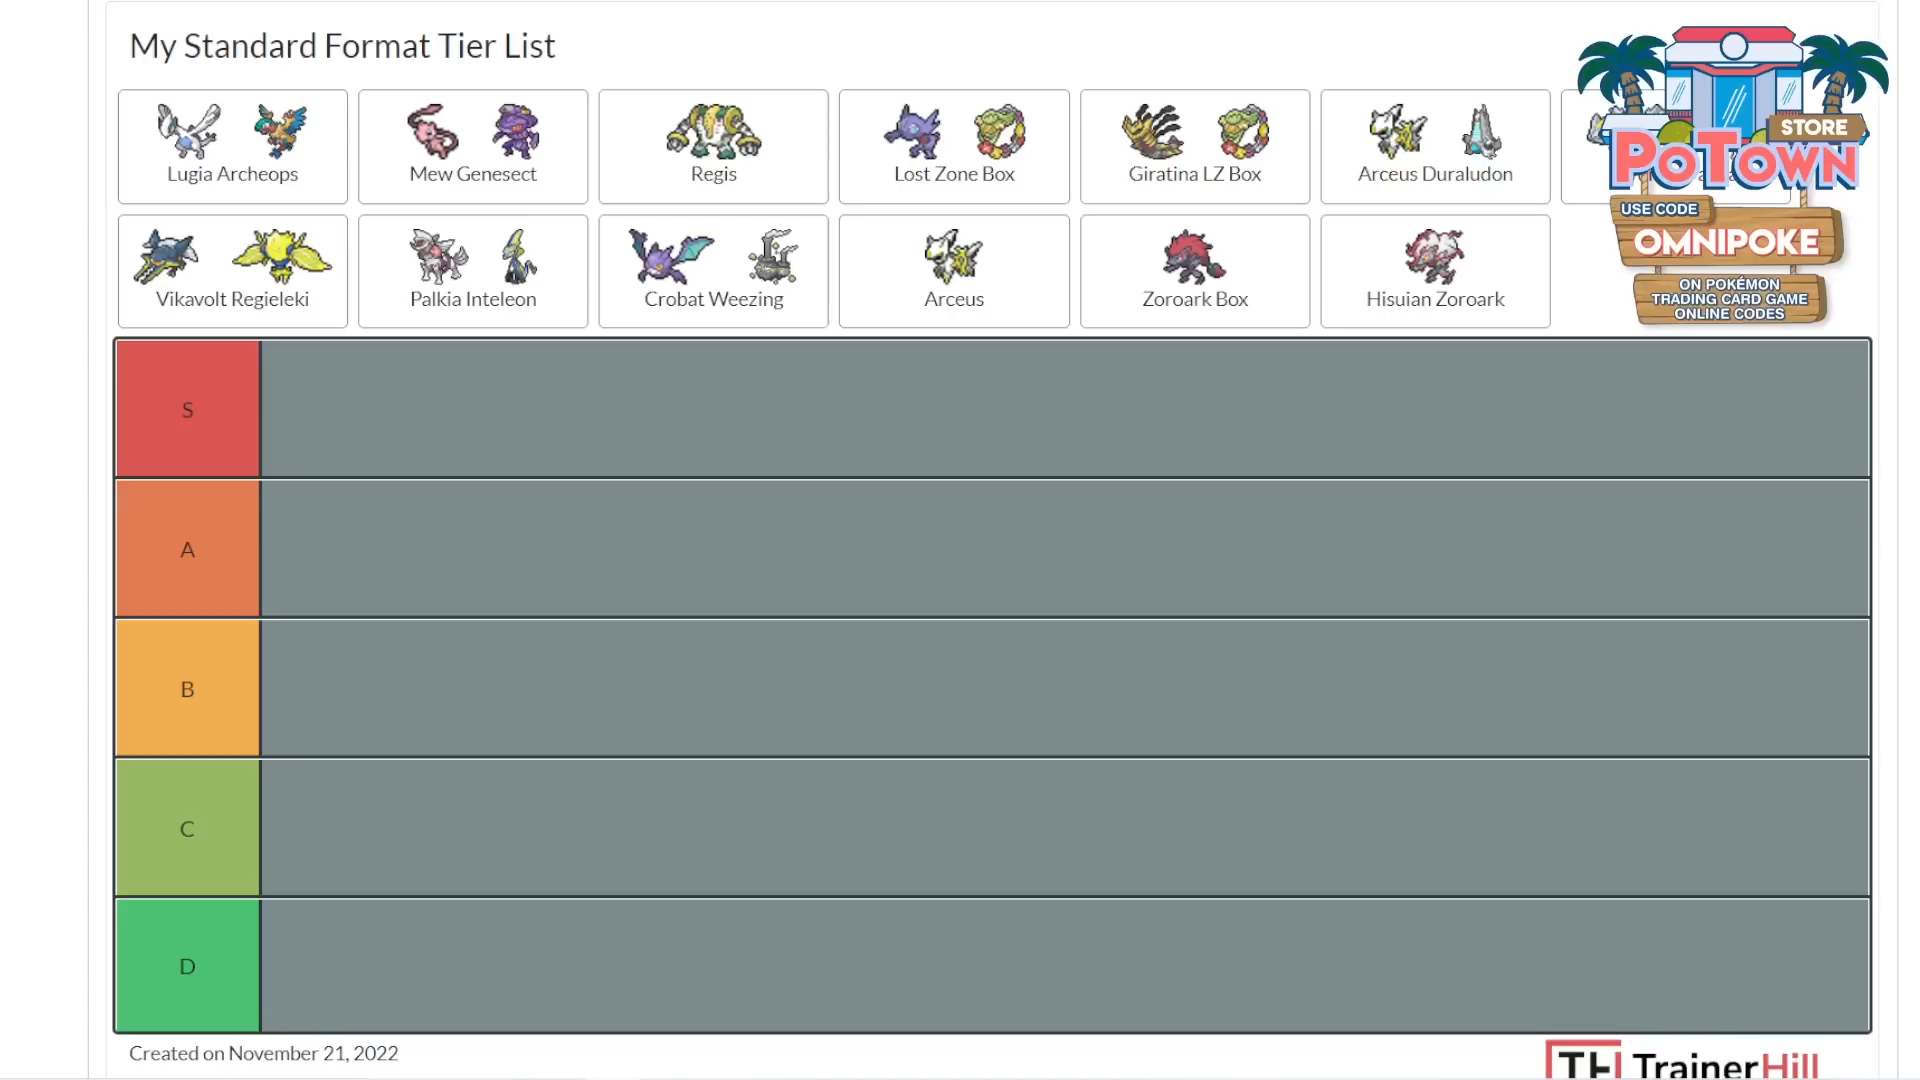 My Standard Format Tier List
Lugia Archeops
Mew Genesect
Regis
Lost Zone Box
Giratina LZ Box
Arceus Duraludon
STORE
PoTown
Vikavolt Regieleki
Palkia Inteleon
Crobat Weezing
Arceus
Zoroark Box
Hisuian Zoroark
USE CODE
OMNIPOKE
ON POKÉMON
TRADING CARD GAME
ONLINE CODES
S
A
B
C
D
Created on November 21, 2022
TH TrainerHill